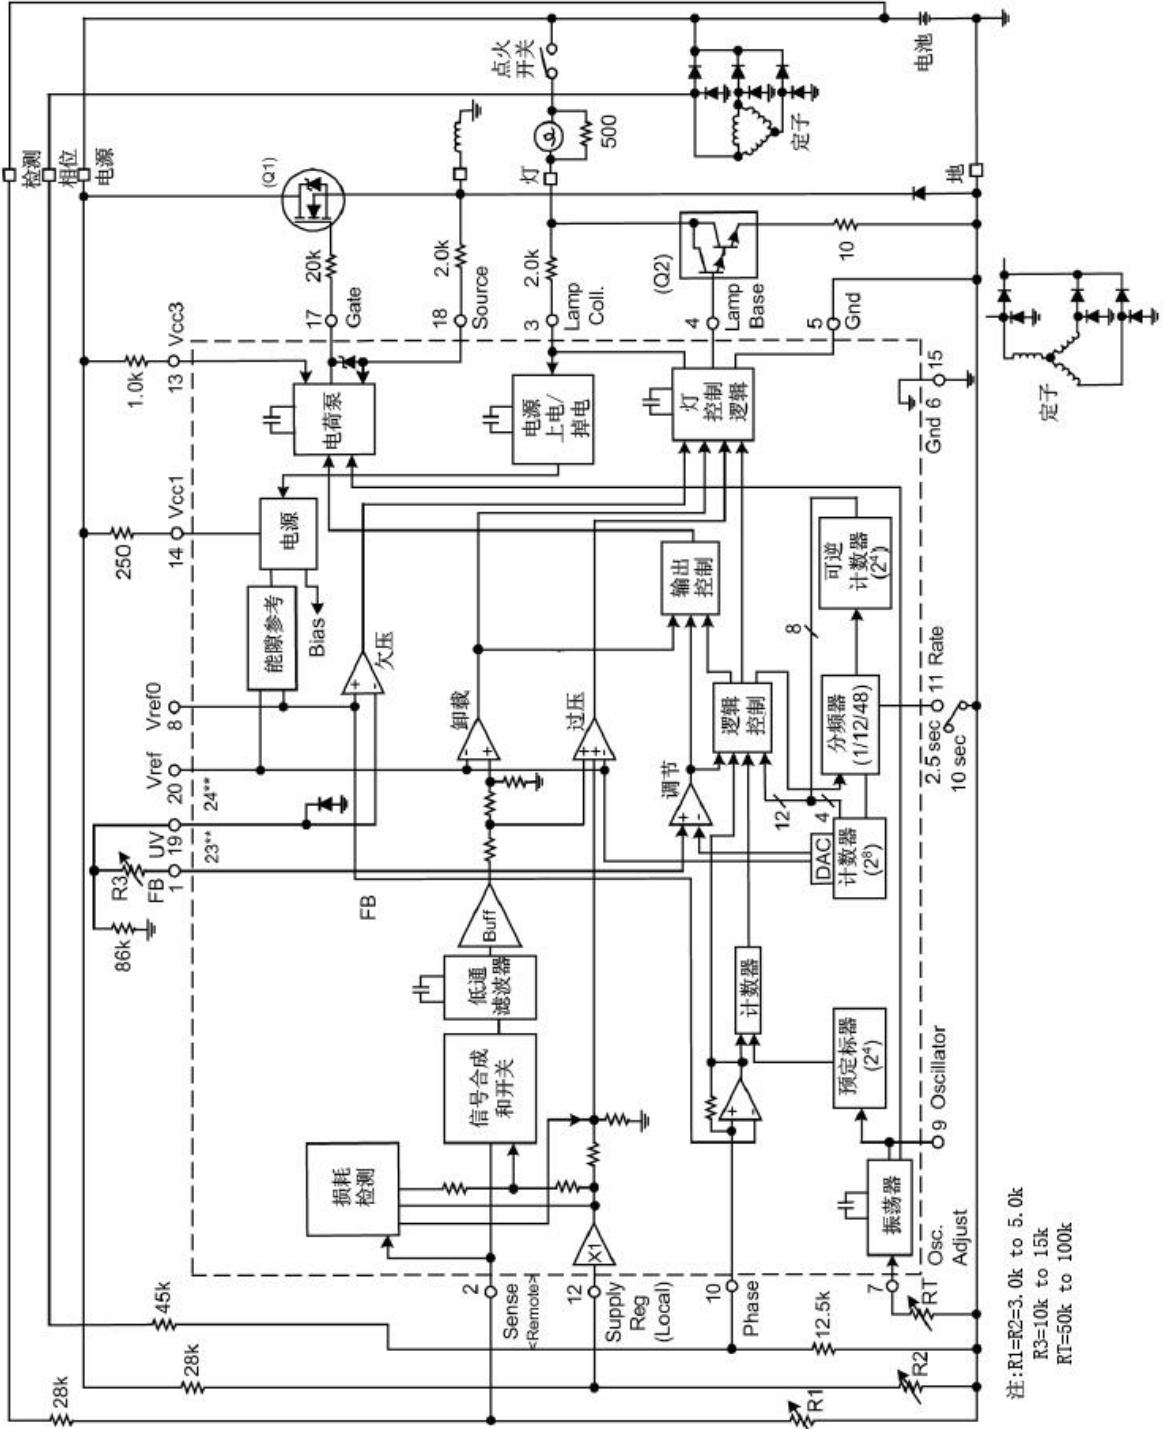 28k
28k
45k
86k
R3
FB
1
UV
19
23**
Vref
20
24**
Vref0
8
250
14
Vcc1
1.0k
13
Vcc3
检测
相位
电源
(Q1)
20k
17
Gate
2.0k
18
Source
灯
2.0k
3
Lamp
Coll.
点火
开关
500
定子
电池
地
(Q2)
4
Lamp
Base
10
5
Gnd
Gnd 6
15
定子
电荷泵
电源
上电/
掉电
灯
控制
逻辑
电源
能隙参考
Bias
欠压
卸载
过压
输出
控制
可逆
计数器
(2⁴)
8
逻辑
控制
分频器
(1/12/48)
11 Rate
2.5 sec
10 sec
调节
12
4
DAC
计数器
(2⁸)
FB
Buff
低通
滤波器
信号合成
和开关
计数器
预定标器
(2⁴)
9 Oscillator
损耗
检测
X1
振荡器
2
Sense
<Remote>
12
Supply
Reg
(Local)
10
Phase
7
Osc.
Adjust
RT
12.5k
R2
R1
注:R1=R2=3.0k to 5.0k
R3=10k to 15k
RT=50k to 100k